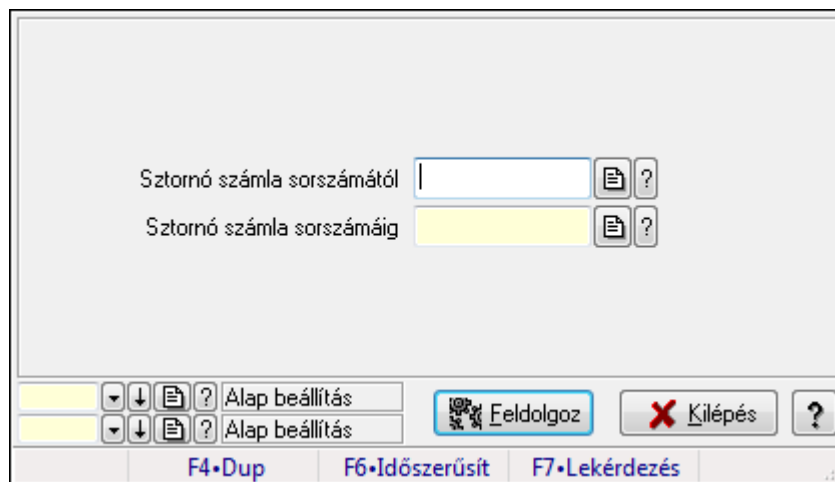 Sztornó számla sorszámától ?
Sztornó számla sorszámáig ?
? Alap beállítás
? Alap beállítás
Feldolgoz Kilépés ?
F4•Dup F6•Időszerűsít F7•Lekérdezés